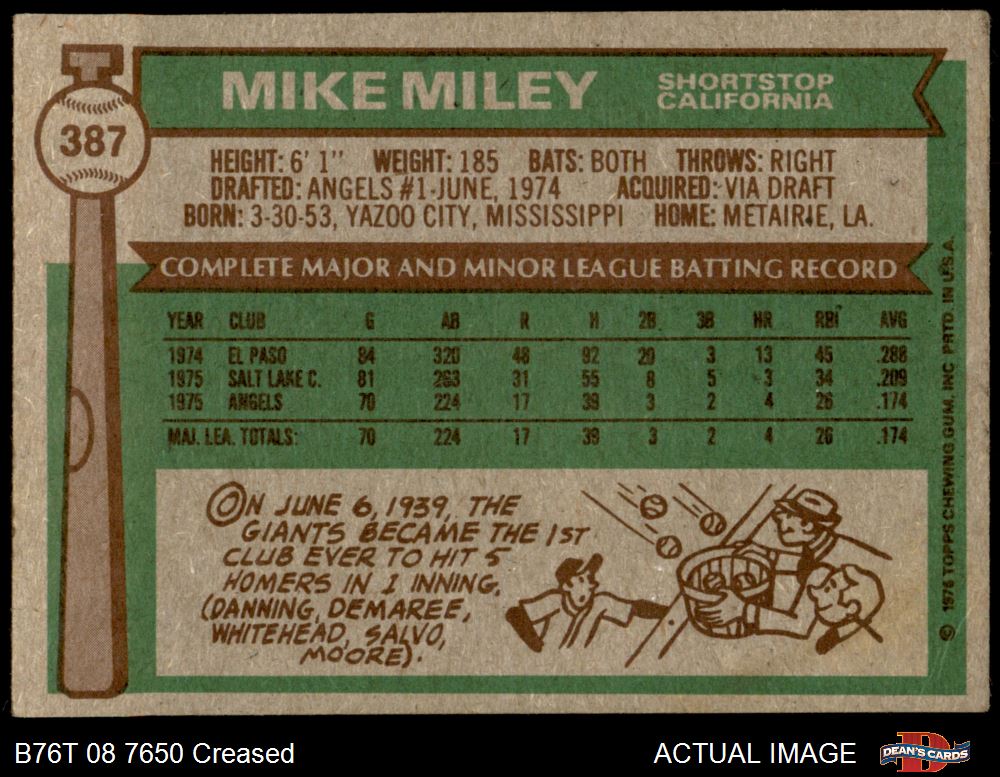 387
MIKE MILEY
SHORTSTOP
CALIFORNIA
HEIGHT: 6' 1" WEIGHT: 185 BATS: BOTH THROWS: RIGHT
DRAFTED: ANGELS #1-JUNE, 1974 ACQUIRED: VIA DRAFT
BORN: 3-30-53, YAZOO CITY, MISSISSIPPI HOME: METAIRIE, LA.
COMPLETE MAJOR AND MINOR LEAGUE BATTING RECORD
YEAR CLUB G AB R H 2B 3B HR RBI AVG
1974 EL PASO 84 320 48 92 20 3 13 45 .288
1975 SALT LAKE C. 81 263 31 55 8 5 3 34 .209
1975 ANGELS 70 224 17 39 3 2 4 26 .174
MAJ. LEA. TOTALS: 70 224 17 39 3 2 4 26 .174
ON JUNE 6, 1939, THE
GIANTS BECAME THE 1ST
CLUB EVER TO HIT 5
HOMERS IN 1 INNING.
(DANNING, DEMAREE,
WHITEHEAD, SALVO,
MOORE).
© 1976 TOPPS CHEWING GUM, INC PRTD. IN U.S.A.
B76T 08 7650 Creased
ACTUAL IMAGE
DEAN'S CARDS